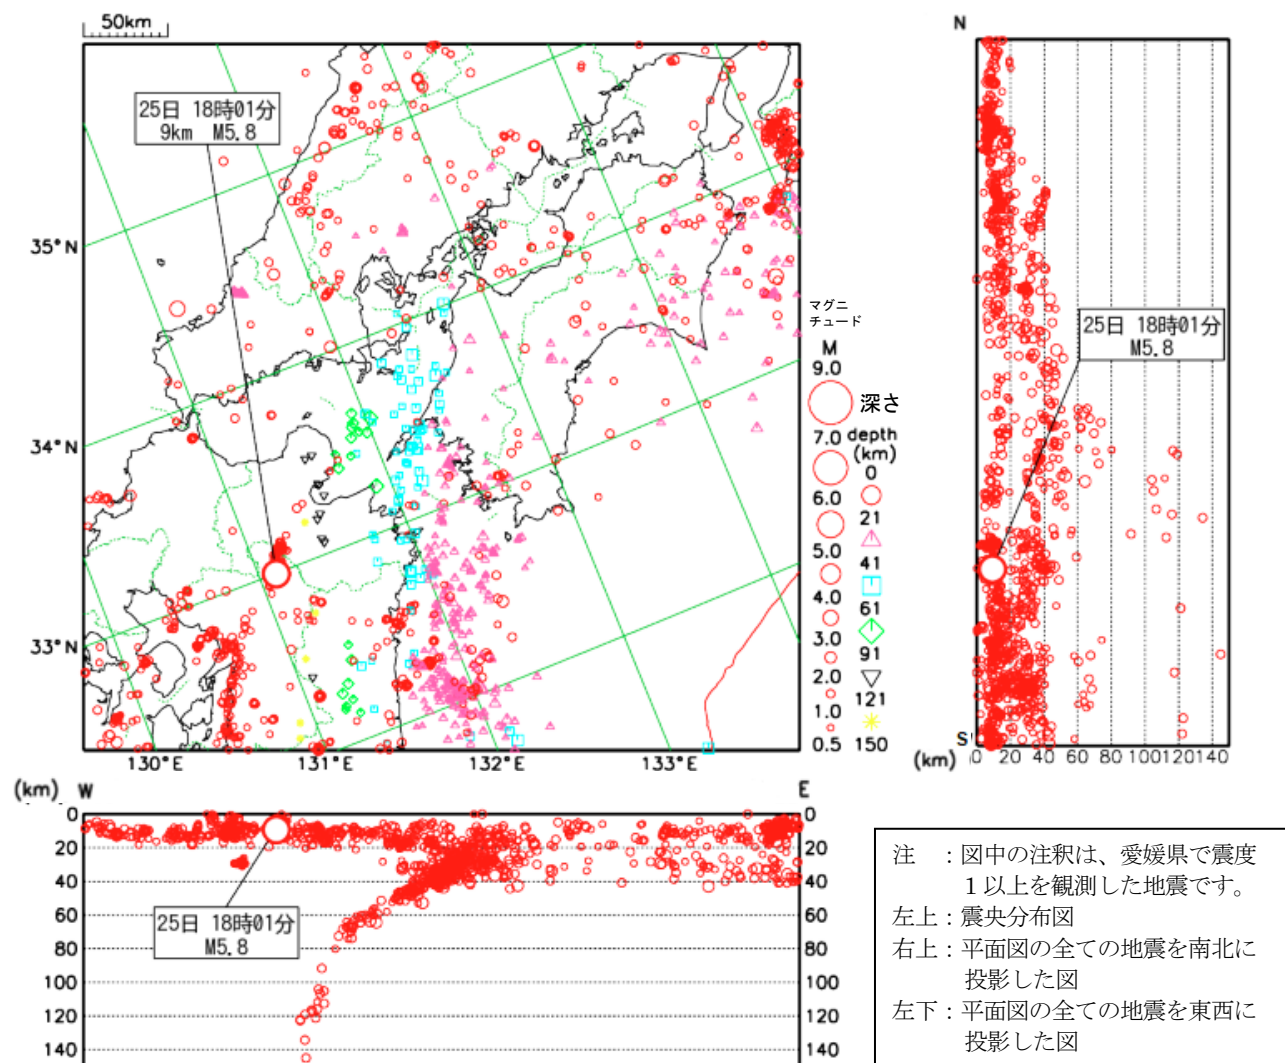 50km
25日 18時01分
9km M5.8
35°N
34°N
33°N
130°E
131°E
132°E
133°E
マグニ
チュード
M
9.0
7.0
6.0
5.0
4.0
3.0
2.0
1.0
0.5
深さ
depth
(km)
0
21
41
61
91
121
150
N
25日 18時01分
M5.8
S
(km)
0 20 40 60 80 100 120 140
(km) W
E
0
20
40
60
80
100
120
140
25日 18時01分
M5.8
0
20
40
60
80
100
120
140
注 :図中の注釈は、愛媛県で震度
1以上を観測した地震です。
左上:震央分布図
右上:平面図の全ての地震を南北に
投影した図
左下:平面図の全ての地震を東西に
投影した図